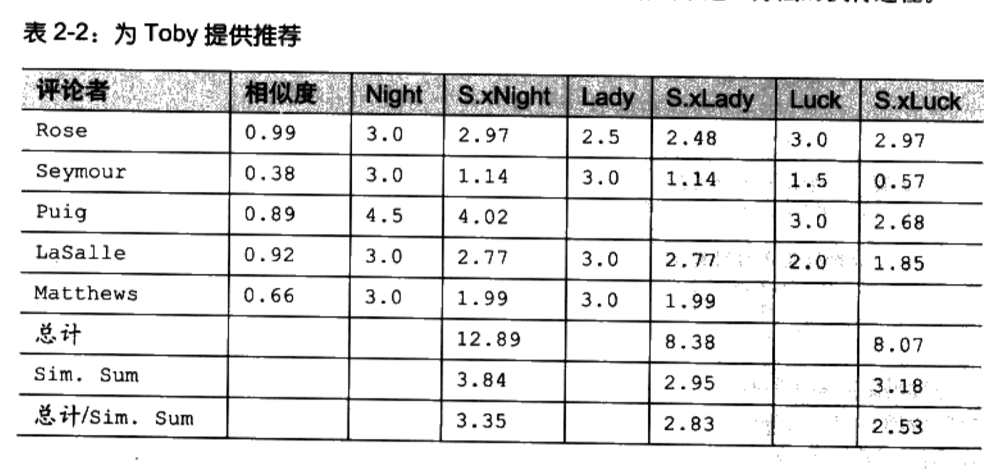 表 2-2：为 Toby 提供推荐
评论者 相似度 Night S.xNight Lady S.xLady Luck S.xLuck
Rose 0.99 3.0 2.97 2.5 2.48 3.0 2.97
Seymour 0.38 3.0 1.14 3.0 1.14 1.5 0.57
Puig 0.89 4.5 4.02 3.0 2.68
LaSalle 0.92 3.0 2.77 3.0 2.77 2.0 1.85
Matthews 0.66 3.0 1.99 3.0 1.99
总计 12.89 8.38 8.07
Sim. Sum 3.84 2.95 3.18
总计/Sim. Sum 3.35 2.83 2.53